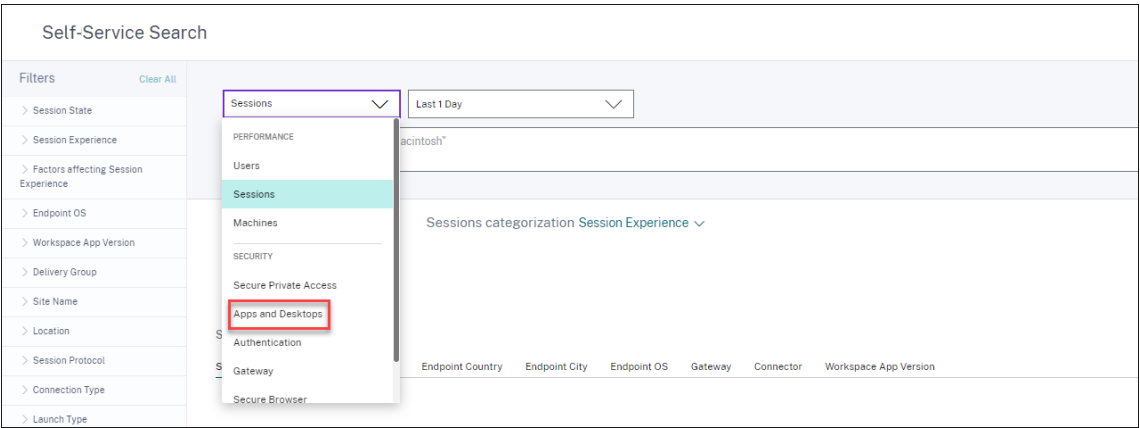 Self-Service Search
Filters
Clear All
Session State
Session Experience
Factors affecting Session
Experience
Endpoint OS
Workspace App Version
Delivery Group
Site Name
Location
Session Protocol
Connection Type
Launch Type
Sessions
Last 1 Day
acintosh"
PERFORMANCE
Users
Sessions
Machines
SECURITY
Secure Private Access
Apps and Desktops
Authentication
Gateway
Secure Browser
Sessions categorization Session Experience
S
S
Endpoint Country
Endpoint City
Endpoint OS
Gateway
Connector
Workspace App Version